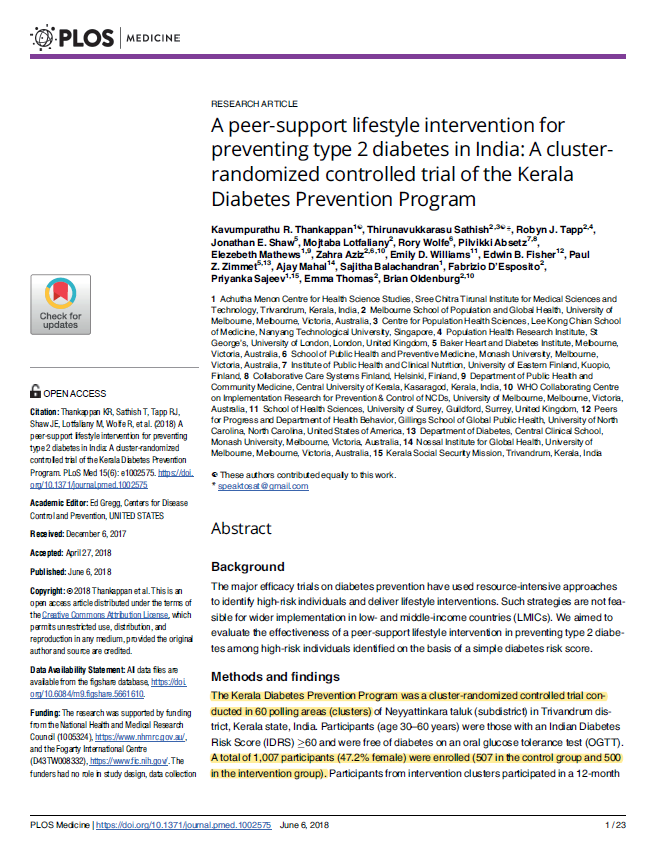 PLOS MEDICINE
RESEARCH ARTICLE
A peer-support lifestyle intervention for
preventing type 2 diabetes in India: A cluster-
randomized controlled trial of the Kerala
Diabetes Prevention Program
Kavumpurathu R. Thankappan1☯, Thirunavukkarasu Sathish2,3☯¤*, Robyn J. Tapp2,4,
Jonathan E. Shaw5, Mojtaba Lotfaliany2, Rory Wolfe6, Pilvikki Absetz7,8,
Elezebeth Mathews1,9, Zahra Aziz2,6,10, Emily D. Williams11, Edwin B. Fisher12, Paul
Z. Zimmet5,13, Ajay Mahal14, Sajitha Balachandran1, Fabrizio D'Esposito2,
Priyanka Sajeev1,15, Emma Thomas2, Brian Oldenburg2,10
1 Achutha Menon Centre for Health Science Studies, Sree Chitra Tirunal Institute for Medical Sciences and
Technology, Trivandrum, Kerala, India, 2 Melbourne School of Population and Global Health, University of
Melbourne, Melbourne, Victoria, Australia, 3 Centre for Population Health Sciences, Lee Kong Chian School
of Medicine, Nanyang Technological University, Singapore, 4 Population Health Research Institute, St
George's, University of London, London, United Kingdom, 5 Baker Heart and Diabetes Institute, Melbourne,
Victoria, Australia, 6 School of Public Health and Preventive Medicine, Monash University, Melbourne,
Victoria, Australia, 7 Institute of Public Health and Clinical Nutrition, University of Eastern Finland, Kuopio,
Finland, 8 Collaborative Care Systems Finland, Helsinki, Finland, 9 Department of Public Health and
Community Medicine, Central University of Kerala, Kasaragod, Kerala, India, 10 WHO Collaborating Centre
on Implementation Research for Prevention & Control of NCDs, University of Melbourne, Melbourne, Victoria,
Australia, 11 School of Health Sciences, University of Surrey, Guildford, Surrey, United Kingdom, 12 Peers
for Progress and Department of Health Behavior, Gillings School of Global Public Health, University of North
Carolina, North Carolina, United States of America, 13 Department of Diabetes, Central Clinical School,
Monash University, Melbourne, Victoria, Australia, 14 Nossal Institute for Global Health, University of
Melbourne, Melbourne, Victoria, Australia, 15 Kerala Social Security Mission, Trivandrum, Kerala, India
☯ These authors contributed equally to this work.
* speaktosat@gmail.com
Abstract
Background
The major efficacy trials on diabetes prevention have used resource-intensive approaches
to identify high-risk individuals and deliver lifestyle interventions. Such strategies are not fea-
sible for wider implementation in low- and middle-income countries (LMICs). We aimed to
evaluate the effectiveness of a peer-support lifestyle intervention in preventing type 2 diabe-
tes among high-risk individuals identified on the basis of a simple diabetes risk score.
Methods and findings
The Kerala Diabetes Prevention Program was a cluster-randomized controlled trial con-
ducted in 60 polling areas (clusters) of Neyyattinkara taluk (subdistrict) in Trivandrum dis-
trict, Kerala state, India. Participants (age 30–60 years) were those with an Indian Diabetes
Risk Score (IDRS) ≥60 and were free of diabetes on an oral glucose tolerance test (OGTT).
A total of 1,007 participants (47.2% female) were enrolled (507 in the control group and 500
in the intervention group). Participants from intervention clusters participated in a 12-month
Check for
updates
OPEN ACCESS
Citation: Thankappan KR, Sathish T, Tapp RJ,
Shaw JE, Lotfaliany M, Wolfe R, et al. (2018) A
peer-support lifestyle intervention for preventing
type 2 diabetes in India: A cluster-randomized
controlled trial of the Kerala Diabetes Prevention
Program. PLoS Med 15(6): e1002575. https://doi.
org/10.1371/journal.pmed.1002575
Academic Editor: Ed Gregg, Centers for Disease
Control and Prevention, UNITED STATES
Received: December 6, 2017
Accepted: April 27, 2018
Published: June 6, 2018
Copyright: © 2018 Thankappan et al. This is an
open access article distributed under the terms of
the Creative Commons Attribution License, which
permits unrestricted use, distribution, and
reproduction in any medium, provided the original
author and source are credited.
Data Availability Statement: All data files are
available from the figshare database, https://doi.
org/10.6084/m9.figshare.5661610.
Funding: The research was supported by funding
from the National Health and Medical Research
Council (1005324), https://www.nhmrc.gov.au/,
and the Fogarty International Centre
(D43TW008332), https://www.fic.nih.gov/. The
funders had no role in study design, data collection
PLOS Medicine | https://doi.org/10.1371/journal.pmed.1002575 June 6, 2018 1 / 23